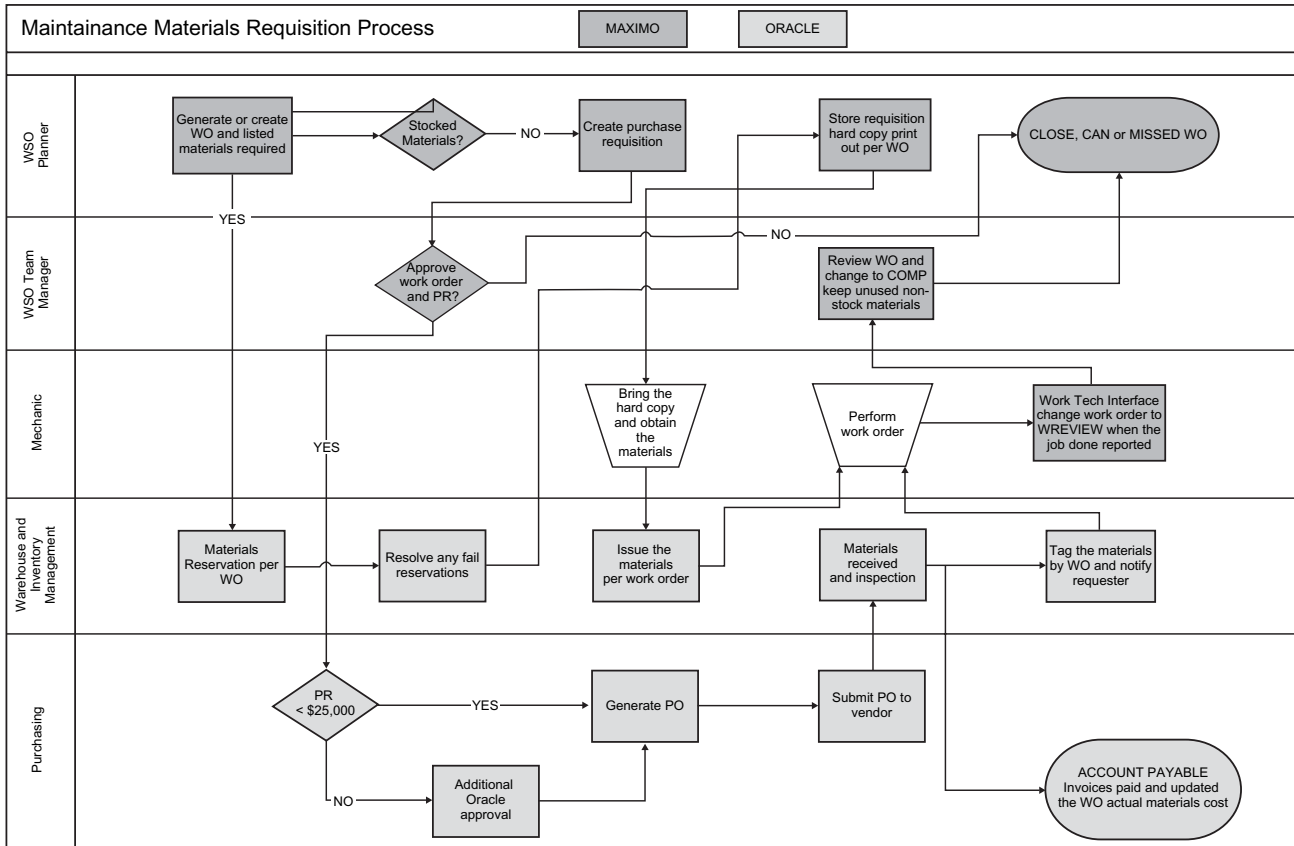 Maintainance Materials Requisition Process
MAXIMO
ORACLE
WSO
Planner
Generate or create
WO and listed
materials required
Stocked
Materials?
NO
Create purchase
requisition
Store requisition
hard copy print
out per WO
CLOSE, CAN or MISSED WO
YES
WSO Team
Manager
Approve
work order
and PR?
NO
Review WO and
change to COMP
keep unused non-
stock materials
Mechanic
YES
Bring the
hard copy
and obtain
the
materials
Perform
work order
Work Tech Interface
change work order to
WREVIEW when the
job done reported
Warehouse and
Inventory
Management
Materials
Reservation per
WO
Resolve any fail
reservations
Issue the
materials
per work order
Materials
received
and inspection
Tag the materials
by WO and notify
requester
Purchasing
PR
< $25,000
YES
Generate PO
Submit PO to
vendor
NO
Additional
Oracle
approval
ACCOUNT PAYABLE
Invoices paid and updated
the WO actual materials cost